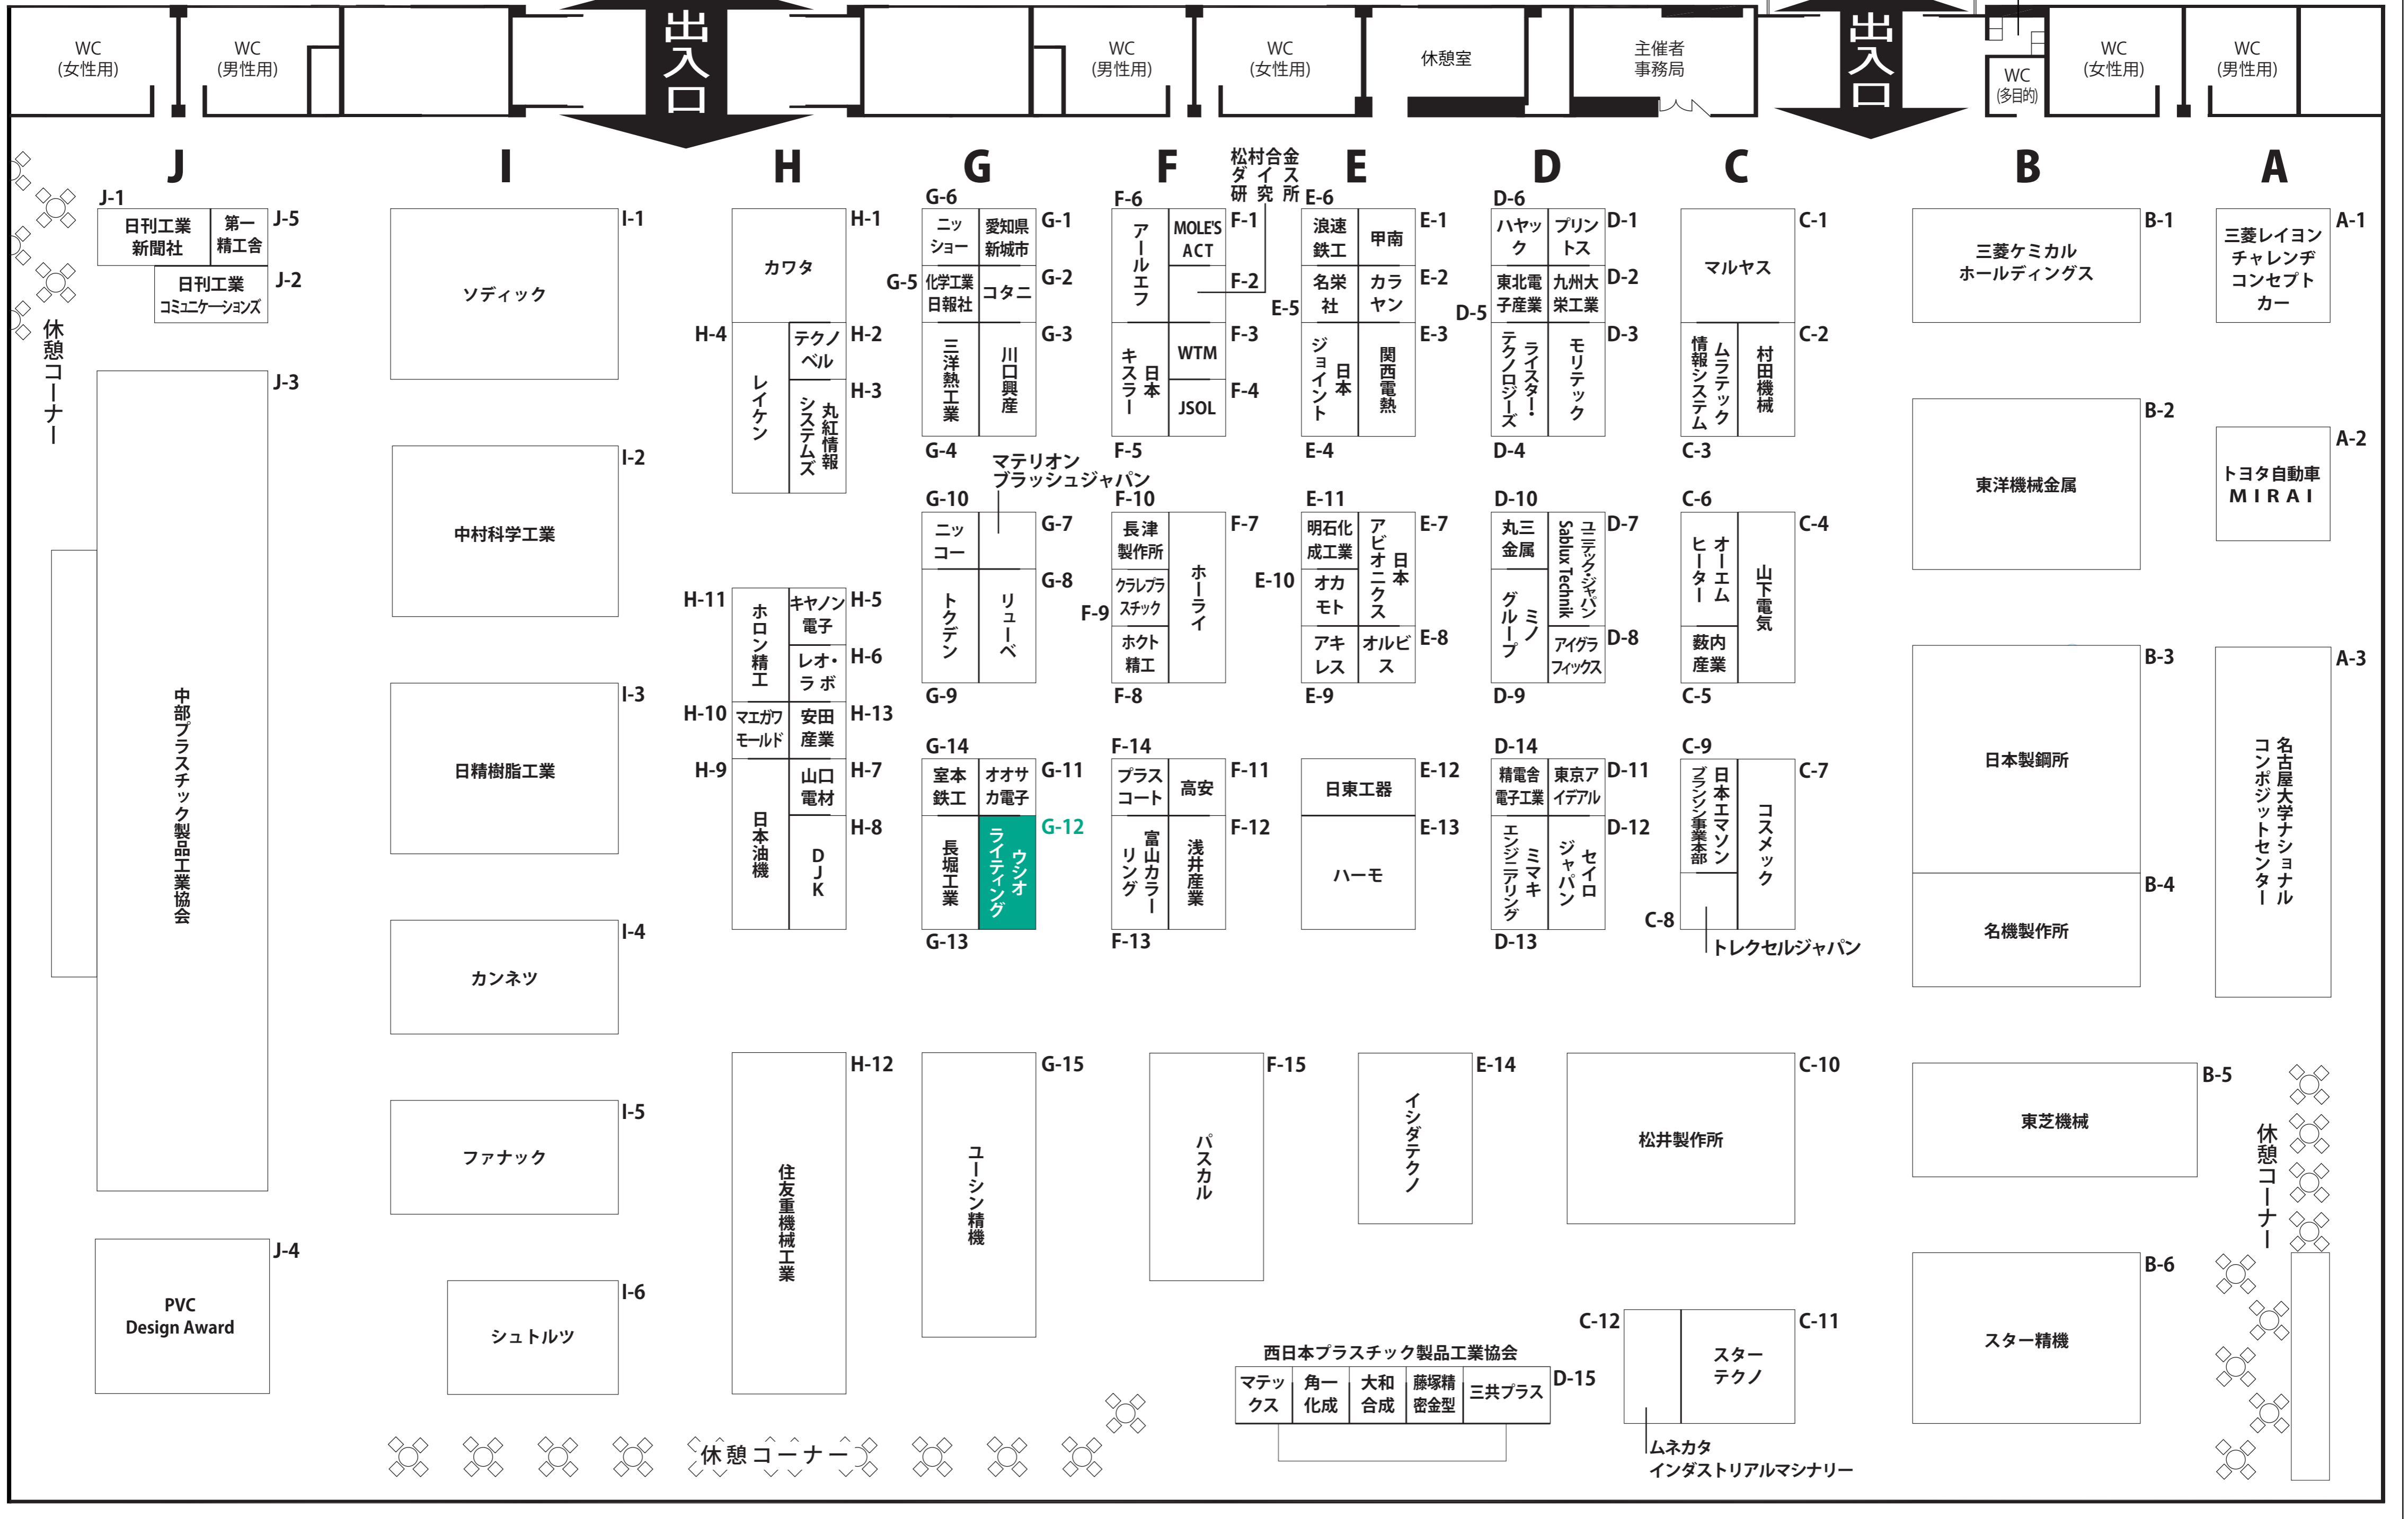 WC
(女性用)
WC
(男性用)
出入口
WC
(男性用)
WC
(女性用)
休憩室
主催者
事務局
出入口
WC
(多目的)
WC
(女性用)
WC
(男性用)
J
I
H
G
F
E
D
C
B
A
休憩コーナー
J-1
日刊工業
新聞社
第一
精工舎
J-5
日刊工業
コミュニケーションズ
J-2
J-3
中部プラスチック製品工業協会
J-4
PVC
Design Award
I-1
ソディック
I-2
中村科学工業
I-3
日精樹脂工業
I-4
カンネツ
I-5
ファナック
I-6
シュトルツ
H-1
カワタ
H-4
レイケン
テクノ
ベル
H-2
丸紅情報
システムズ
H-3
H-11
ホロン精工
キヤノン
電子
H-5
レオ・
ラボ
H-6
H-10
マエガワ
モールド
安田
産業
H-13
H-9
日本油機
山口
電材
H-7
DJK
H-8
H-12
住友重機械工業
G-6
ニッ
ショー
愛知県
新城市
G-1
G-5
化学工業
日報社
コタニ
G-2
三洋熱工業
川口興産
G-3
G-4
マテリオン
ブラッシュジャパン
G-10
ニッ
コー
G-7
トクデン
リューベ
G-8
G-9
G-14
室本
鉄工
オオサ
カ電子
G-11
長堀工業
ウシオ
ライティング
G-12
G-13
G-15
ユーシン精機
松村合金
ダイス
研究所
F-6
アールエフ
MOLE'S
ACT
F-1
F-2
日本
キスラー
WTM
F-3
JSOL
F-4
F-5
F-10
長津
製作所
ホーライ
F-7
クラレプラ
スチック
F-9
ホクト
精工
F-8
F-14
プラス
コート
高安
F-11
富山カラー
リング
浅井産業
F-12
F-13
F-15
パスカル
E-6
浪速
鉄工
甲南
E-1
E-5
名栄
社
カラ
ヤン
E-2
日本
ジョイント
関西電熱
E-3
E-4
E-11
明石化
成工業
日本
アビオニクス
E-7
E-10
オカ
モト
アキ
レス
オルビ
ス
E-8
E-9
日東工器
E-12
ハーモ
E-13
E-14
イシダテクノ
D-6
ハヤッ
ク
プリン
トス
D-1
D-5
東北電
子産業
九州大
栄工業
D-2
ライスター・
テクノロジーズ
モリテック
D-3
D-4
D-10
丸三
金属
ユニテック・ジャパン
Sablux Technik
D-7
ミノ
グループ
アイグラ
フィックス
D-8
D-9
D-14
精電舎
電子工業
東京ア
イデアル
D-11
ミマキ
エンジニアリング
セイロ
ジャパン
D-12
D-13
西日本プラスチック製品工業協会
マテッ
クス
角一
化成
大和
合成
藤塚精
密金型
三共プラス
D-15
C-1
マルヤス
ムラテック
情報システム
村田機械
C-2
C-3
C-6
オーエム
ヒーター
山下電気
C-4
薮内
産業
C-5
C-9
日本エマソン
ブランソン事業本部
コスメック
C-7
C-8
トレクセルジャパン
C-10
松井製作所
C-12
スター
テクノ
C-11
ムネカタ
インダストリアルマシナリー
B-1
三菱ケミカル
ホールディングス
B-2
東洋機械金属
B-3
日本製鋼所
B-4
名機製作所
B-5
東芝機械
B-6
スター精機
A-1
三菱レイヨン
チャレンヂ
コンセプト
カー
A-2
トヨタ自動車
MIRAI
A-3
名古屋大学ナショナル
コンポジットセンター
休憩コーナー
休憩コーナー